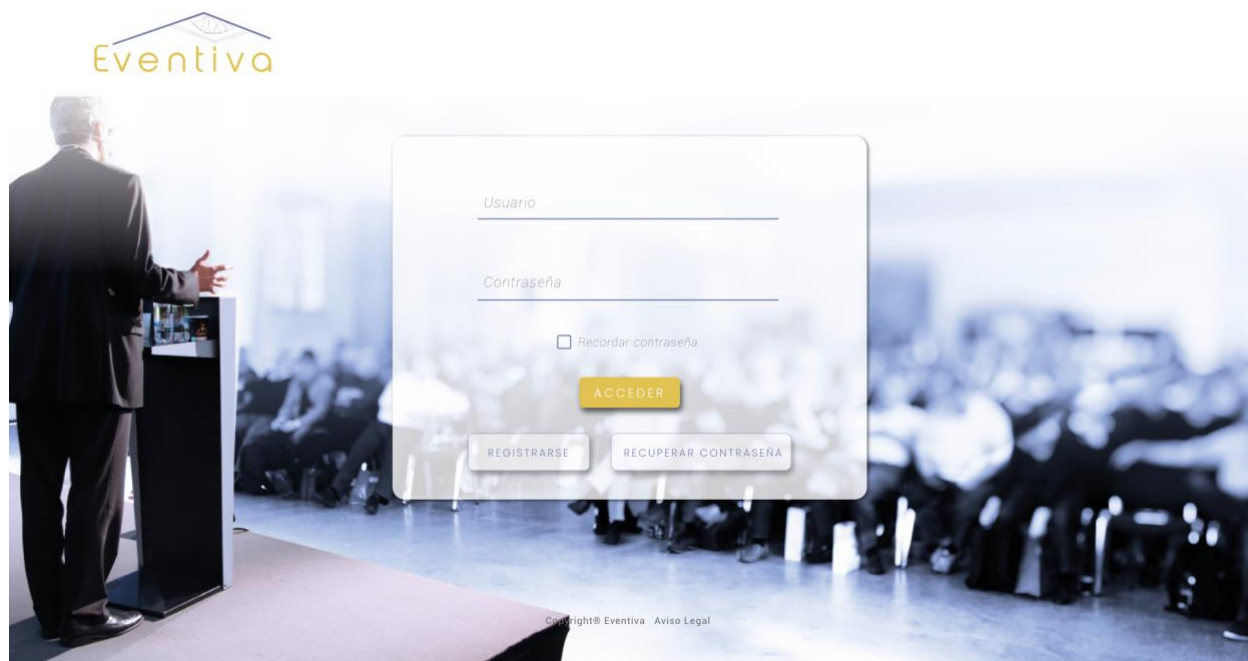 Eventiva
Usuario
Contraseña
Recordar contraseña
ACCEDER
REGISTRARSE RECUPERAR CONTRASEÑA
Copyright® Eventiva Aviso Legal